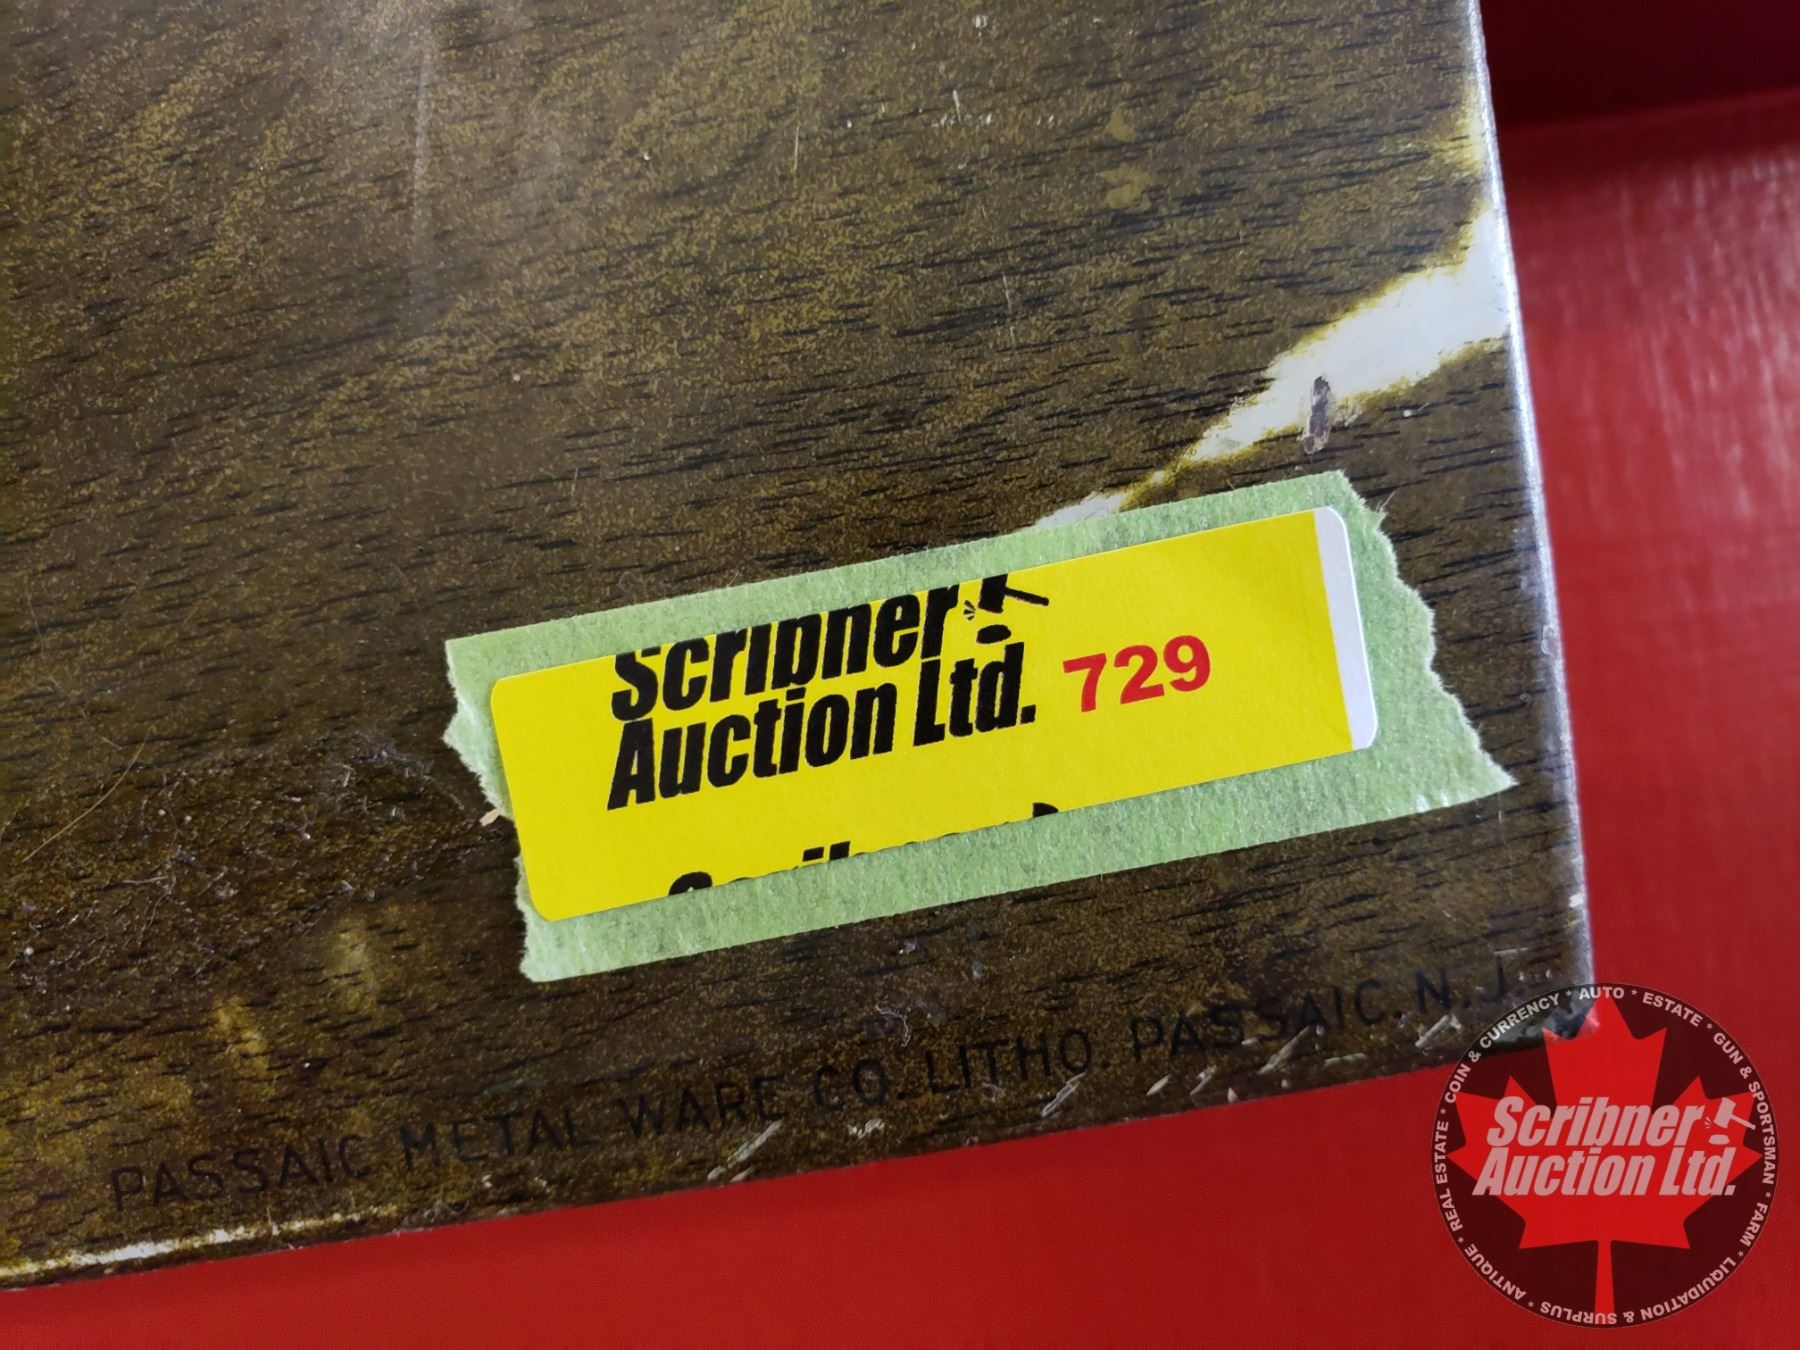 Scribner
Auction Ltd.
729
PASSAIC METAL WARE CO. LITHO. PASSAIC, N.J.
COIN & CURRENCY * AUTO * ESTATE * GUN & SPORTSMAN * FARM * LIQUIDATION & SURPLUS * ANTIQUE * REAL ESTATE *
Scribner
Auction Ltd.